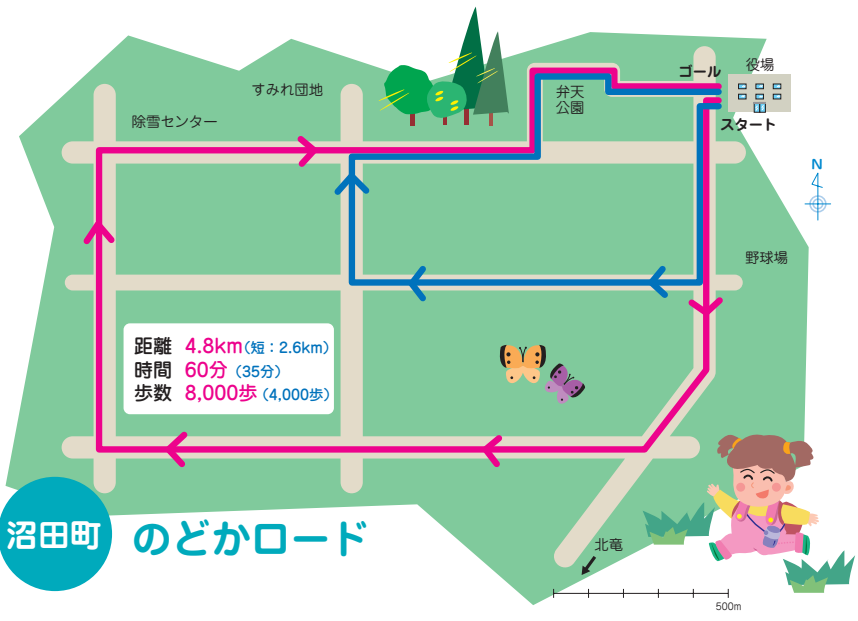 ゴール
役場
すみれ団地
弁天
公園
除雪センター
スタート
N
野球場
距離 4.8km(短：2.6km)
時間 60分 (35分)
歩数 8,000歩 (4,000歩)
沼田町 のどかロード
北竜
500m